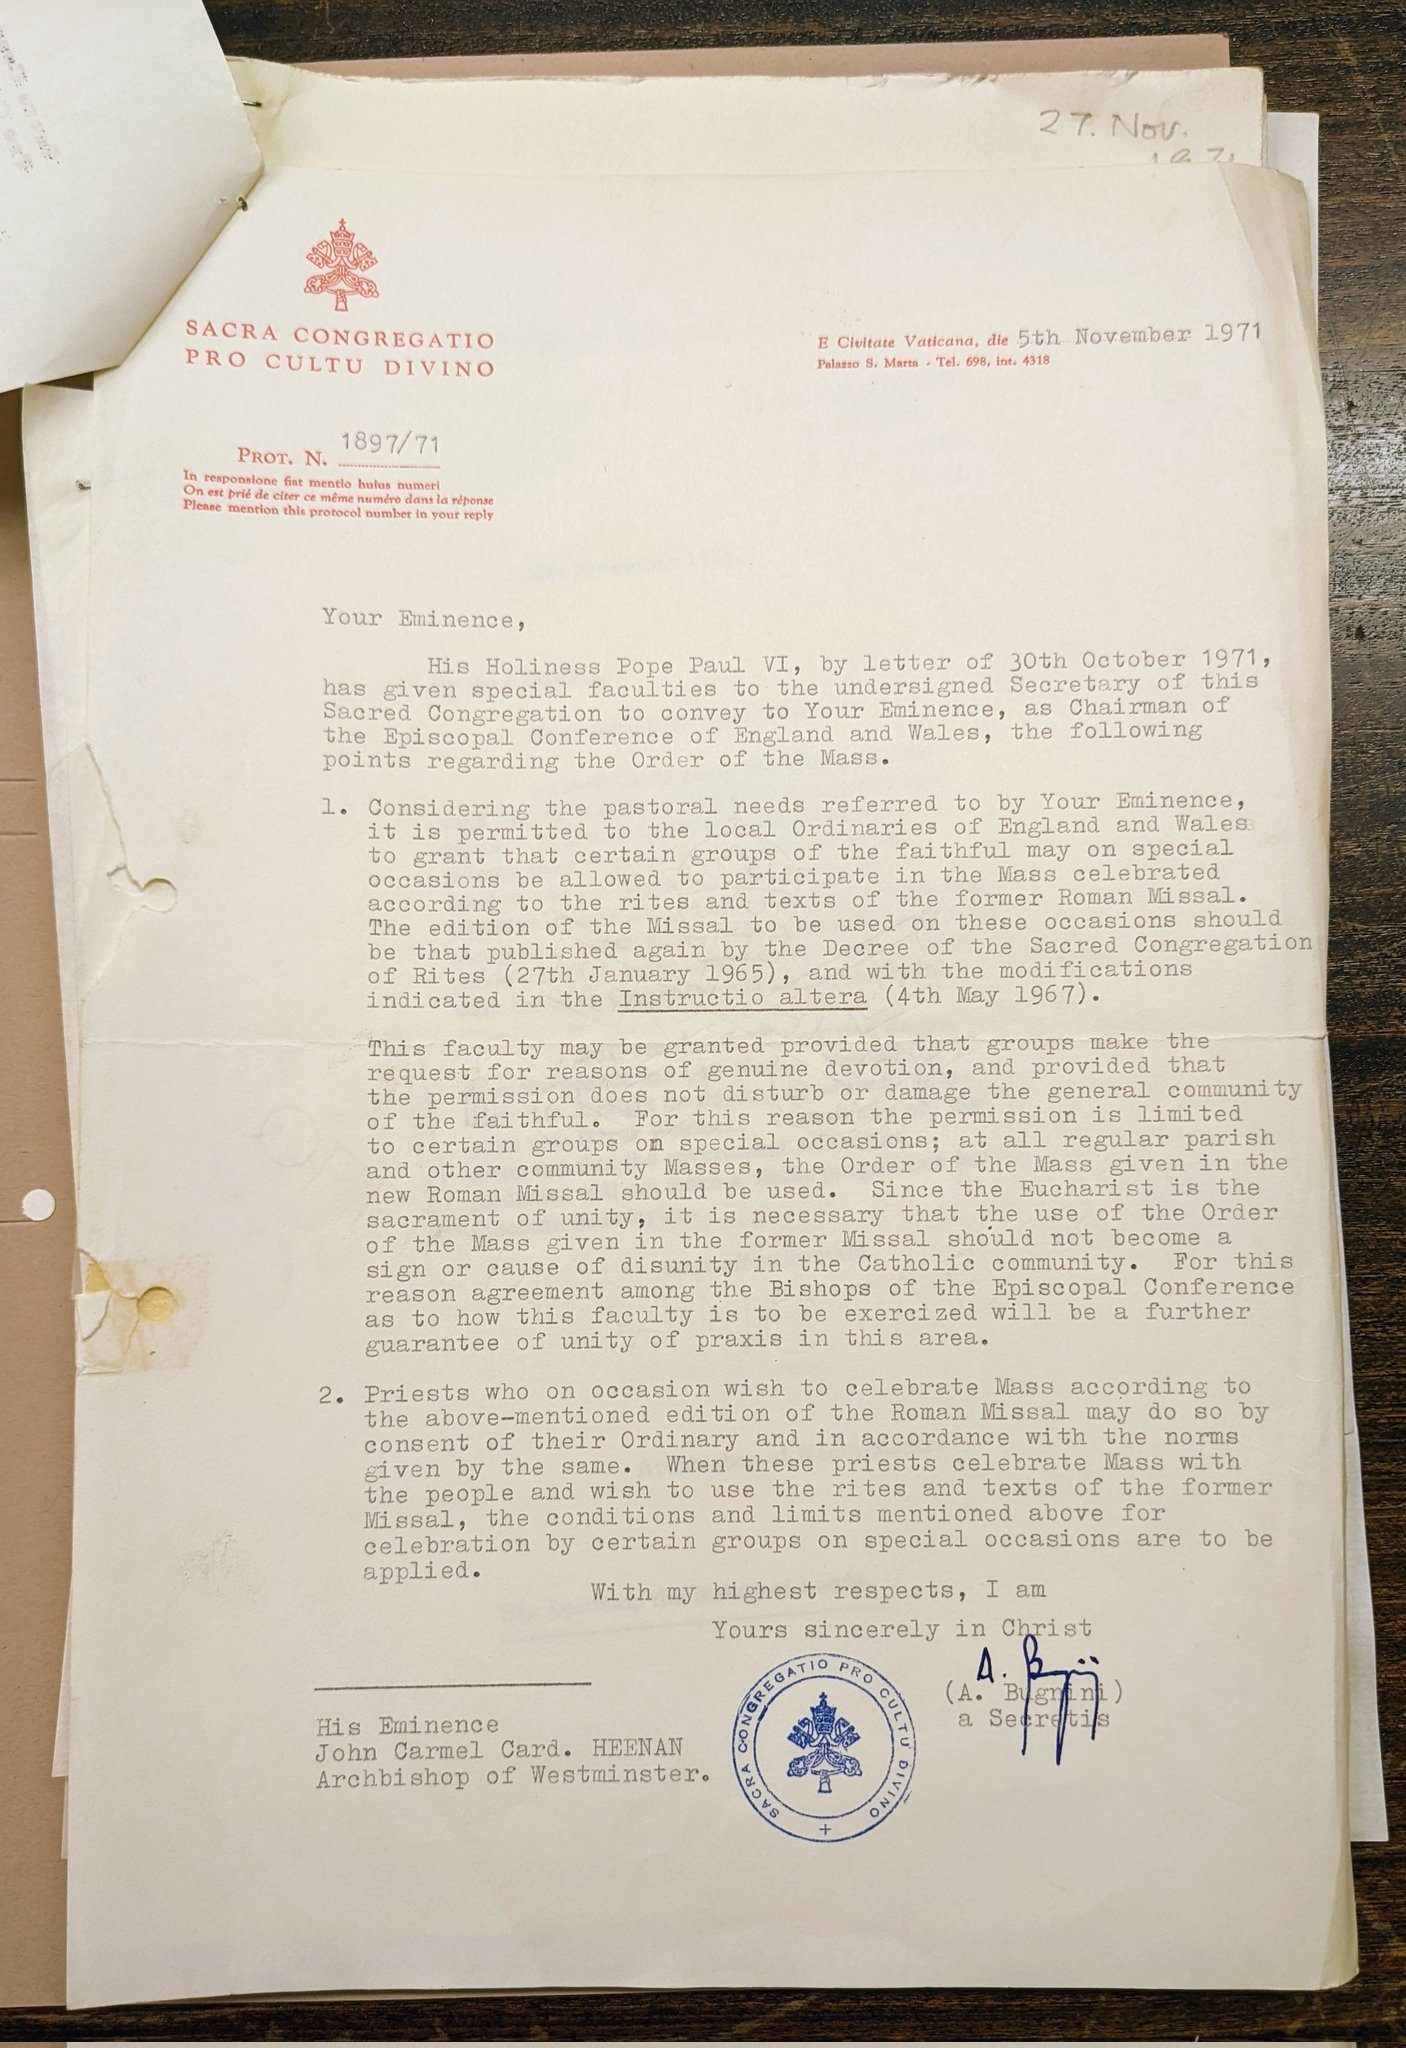 27. Nov.
SACRA CONGREGATIO
PRO CULTU DIVINO
E Civitate Vaticana, die 5th November 1971
Palazzo S. Marta - Tel. 698, int. 4318
PROT. N. 1897/71
In responsione fiat mentio huius numeri
On est prié de citer ce même numéro dans la réponse
Please mention this protocol number in your reply
Your Eminence,
His Holiness Pope Paul VI, by letter of 30th October 1971,
has given special faculties to the undersigned Secretary of this
Sacred Congregation to convey to Your Eminence, as Chairman of
the Episcopal Conference of England and Wales, the following
points regarding the Order of the Mass.
1. Considering the pastoral needs referred to by Your Eminence,
it is permitted to the local Ordinaries of England and Wales
to grant that certain groups of the faithful may on special
occasions be allowed to participate in the Mass celebrated
according to the rites and texts of the former Roman Missal.
The edition of the Missal to be used on these occasions should
be that published again by the Decree of the Sacred Congregation
of Rites (27th January 1965), and with the modifications
indicated in the Instructio altera (4th May 1967).
This faculty may be granted provided that groups make the
request for reasons of genuine devotion, and provided that
the permission does not disturb or damage the general community
of the faithful. For this reason the permission is limited
to certain groups on special occasions; at all regular parish
and other community Masses, the Order of the Mass given in the
new Roman Missal should be used. Since the Eucharist is the
sacrament of unity, it is necessary that the use of the Order
of the Mass given in the former Missal should not become a
sign or cause of disunity in the Catholic community. For this
reason agreement among the Bishops of the Episcopal Conference
as to how this faculty is to be exercized will be a further
guarantee of unity of praxis in this area.
2. Priests who on occasion wish to celebrate Mass according to
the above-mentioned edition of the Roman Missal may do so by
consent of their Ordinary and in accordance with the norms
given by the same. When these priests celebrate Mass with
the people and wish to use the rites and texts of the former
Missal, the conditions and limits mentioned above for
celebration by certain groups on special occasions are to be
applied.
With my highest respects, I am
Yours sincerely in Christ
A. Bugnini
(A. Bugnini)
a Secretis
SACRA CONGREGATIO PRO CULTU DIVINO
His Eminence
John Carmel Card. HEENAN
Archbishop of Westminster.